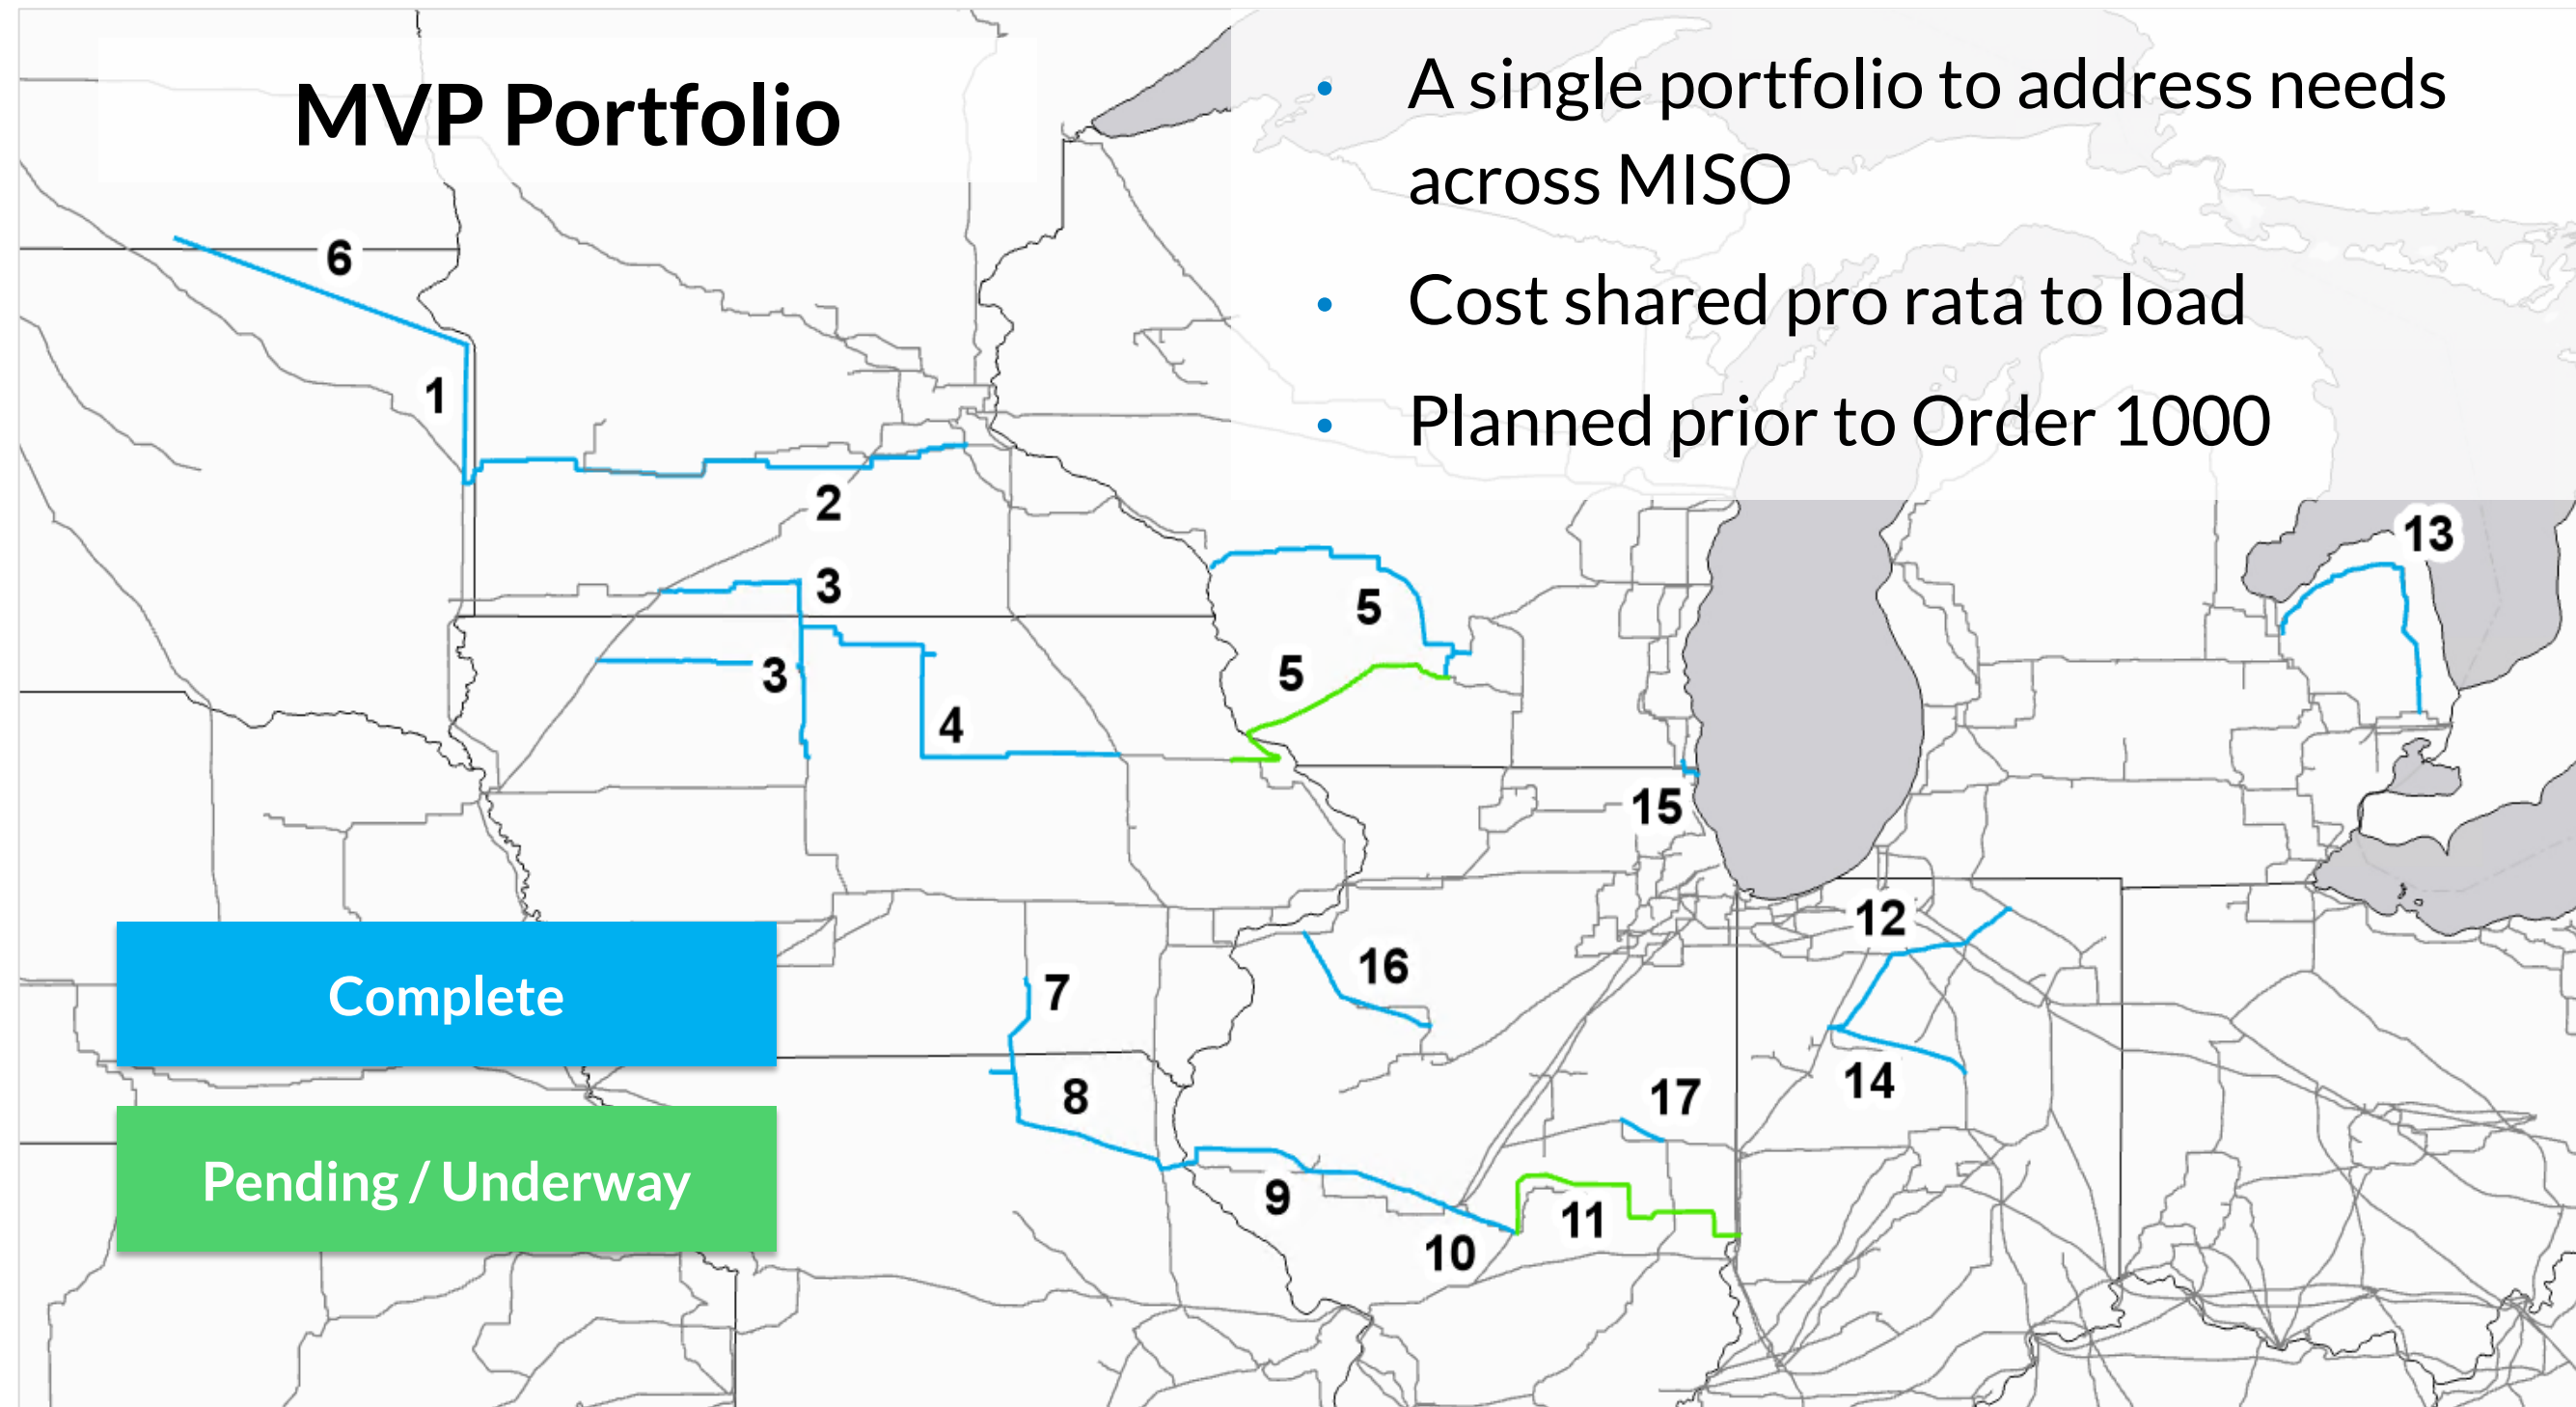 MVP Portfolio
• A single portfolio to address needs
across MISO
• Cost shared pro rata to load
• Planned prior to Order 1000
6
1
2
3
3
4
5
5
13
15
12
16
7
14
8
17
9
11
10
Complete
Pending / Underway